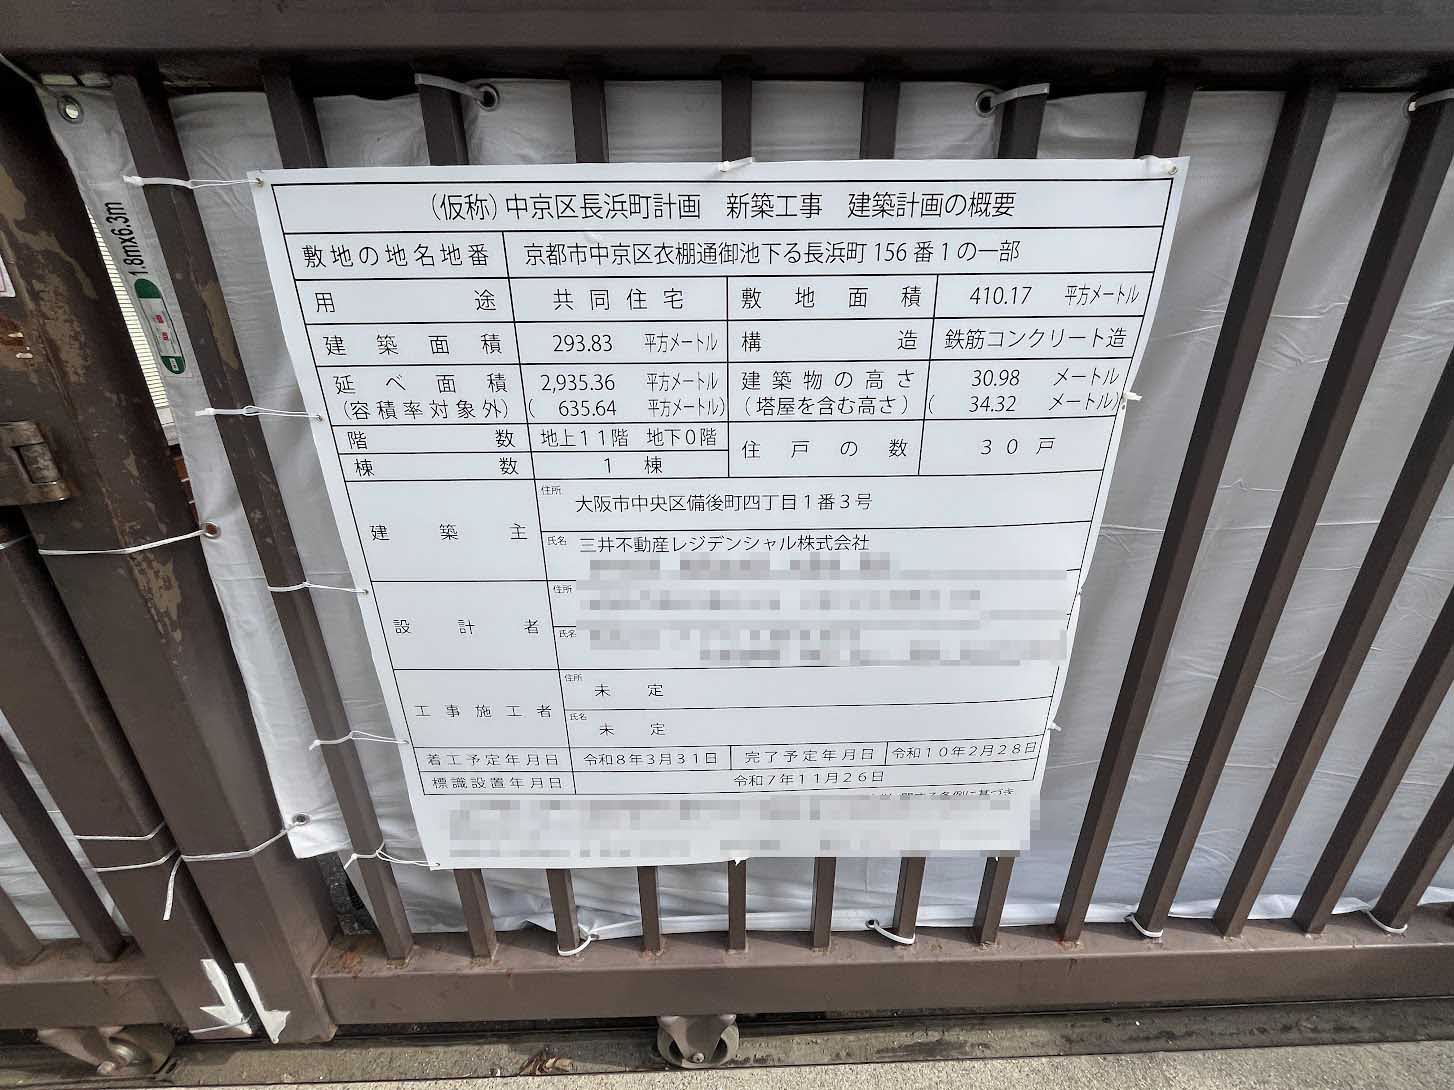 1.8mx6.3m
(仮称)中京区長浜町計画　新築工事　建築計画の概要
敷地の地名地番　京都市中京区衣棚通御池下る長浜町 156 番1の一部
用途　共同住宅　敷地面積　410.17　平方メートル
建築面積　293.83　平方メートル　構造　鉄筋コンクリート造
延べ面積　2,935.36　平方メートル　建築物の高さ　30.98　メートル
(容積率対象外)　(　635.64　平方メートル)　(塔屋を含む高さ)　(　34.32　メートル)
階数　地上11階　地下0階　住戸の数　30戸
棟数　1　棟
建築主　住所　大阪市中央区備後町四丁目1番3号
氏名　三井不動産レジデンシャル株式会社
設計者　住所
氏名
工事施工者　住所　未　定
氏名　未　定
着工予定年月日　令和8年3月31日　完了予定年月日　令和10年2月28日
標識設置年月日　令和7年11月26日
関する条例に基づき